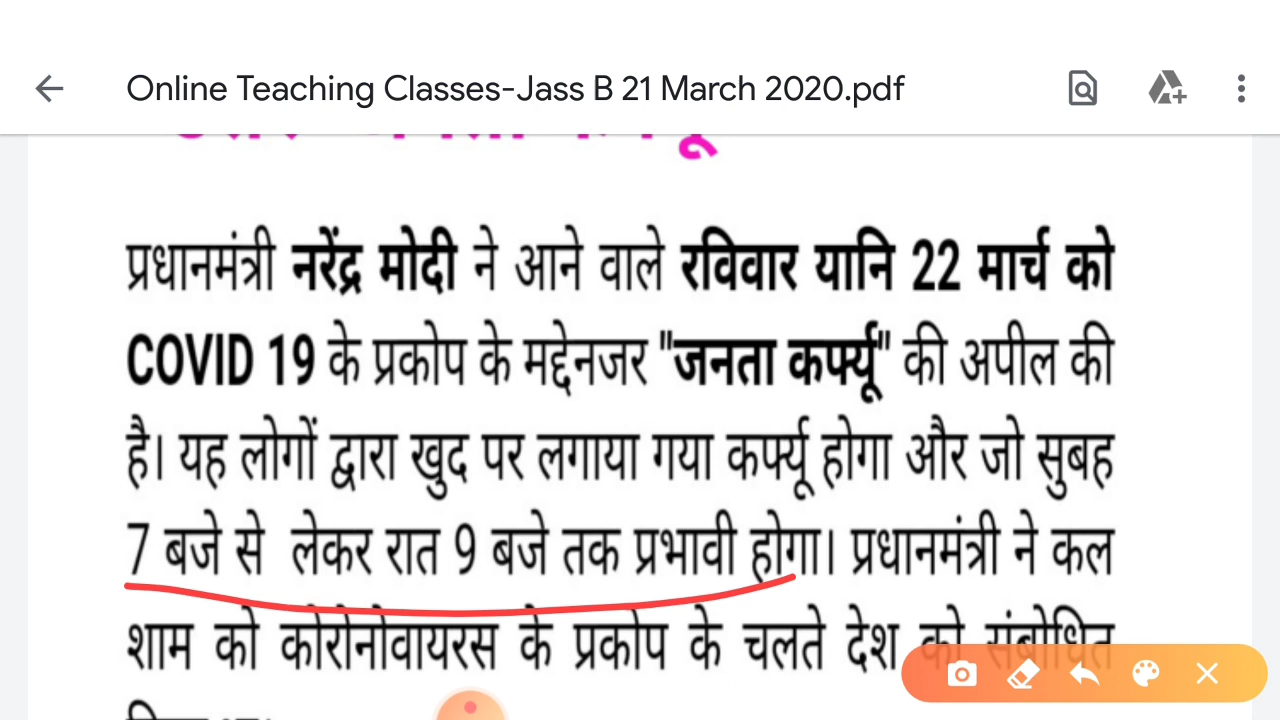 Online Teaching Classes-Jass B 21 March 2020.pdf
प्रधानमंत्री नरेंद्र मोदी ने आने वाले रविवार यानि 22 मार्च को
COVID 19 के प्रकोप के मद्देनजर "जनता कर्फ्यू" की अपील की
है। यह लोगों द्वारा खुद पर लगाया गया कर्फ्यू होगा और जो सुबह
7 बजे से लेकर रात 9 बजे तक प्रभावी होगा। प्रधानमंत्री ने कल
शाम को कोरोनोवायरस के प्रकोप के चलते देश को संबोधित